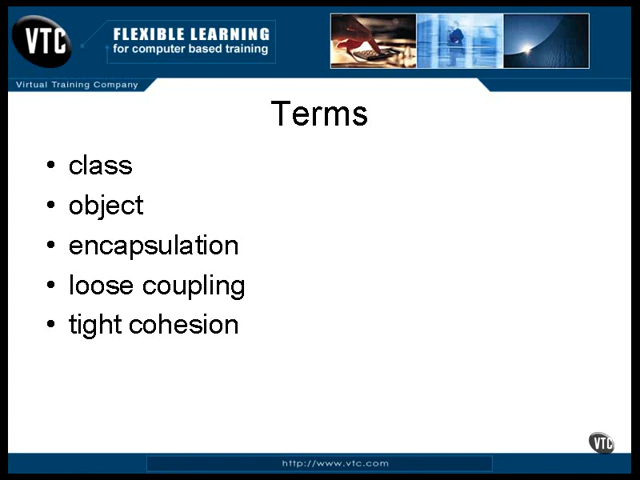 VTC
FLEXIBLE LEARNING
for computer based training
Virtual Training Company
Terms
• class
• object
• encapsulation
• loose coupling
• tight cohesion
VTC
http://www.vtc.com